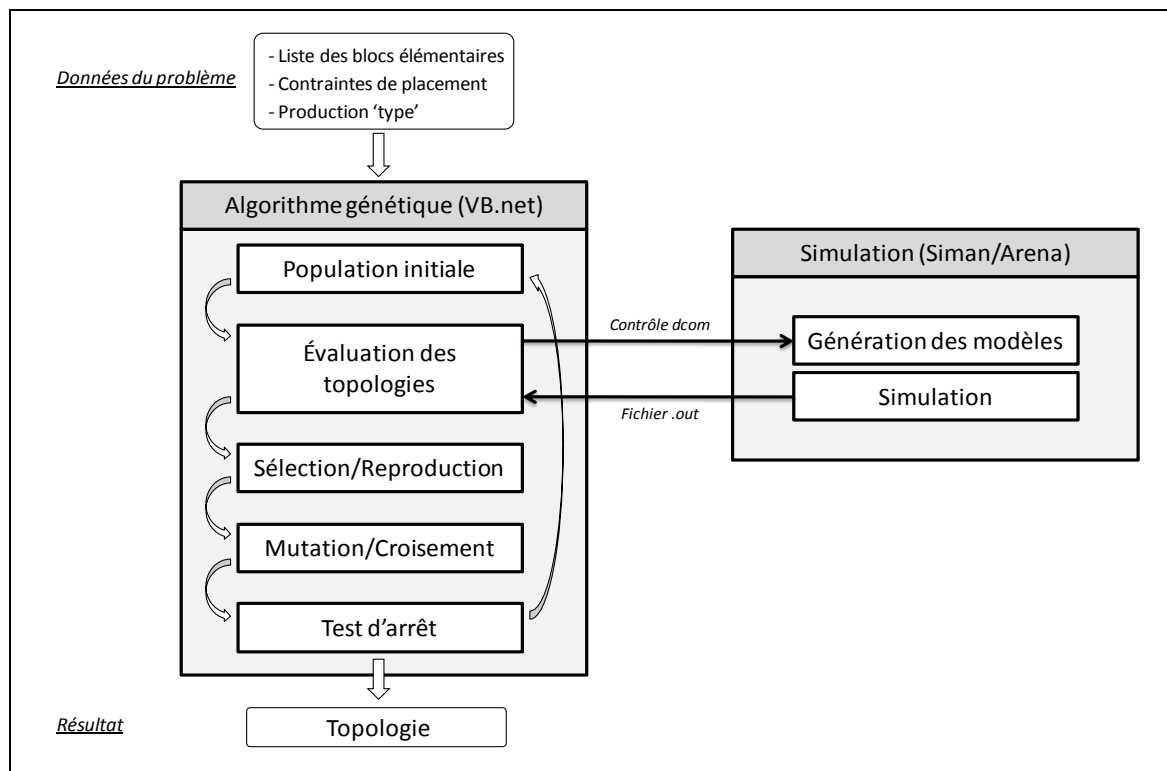 Données du problème
- Liste des blocs élémentaires
- Contraintes de placement
- Production ‘type’
Algorithme génétique (VB.net)
Population initiale
Évaluation des
topologies
Sélection/Reproduction
Mutation/Croisement
Test d’arrêt
Contrôle dcom
Fichier .out
Simulation (Siman/Arena)
Génération des modèles
Simulation
Résultat
Topologie